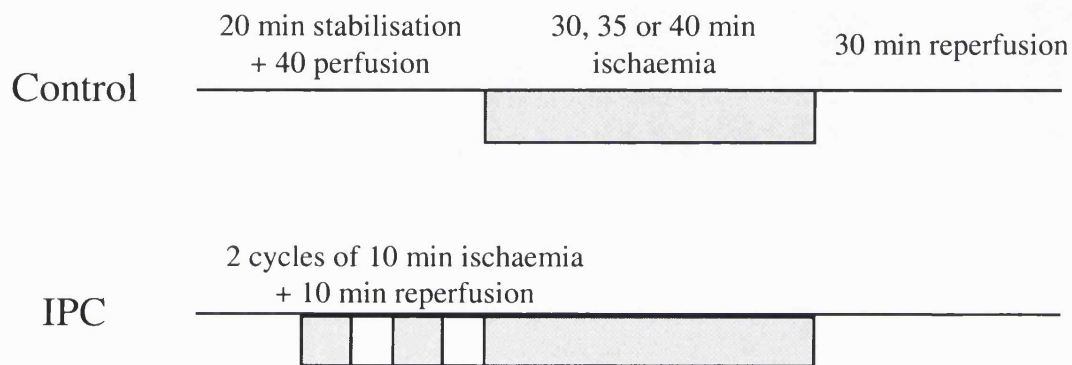 20 min stabilisation
+ 40 perfusion
30, 35 or 40 min
ischaemia
30 min reperfusion
Control
2 cycles of 10 min ischaemia
+ 10 min reperfusion
IPC